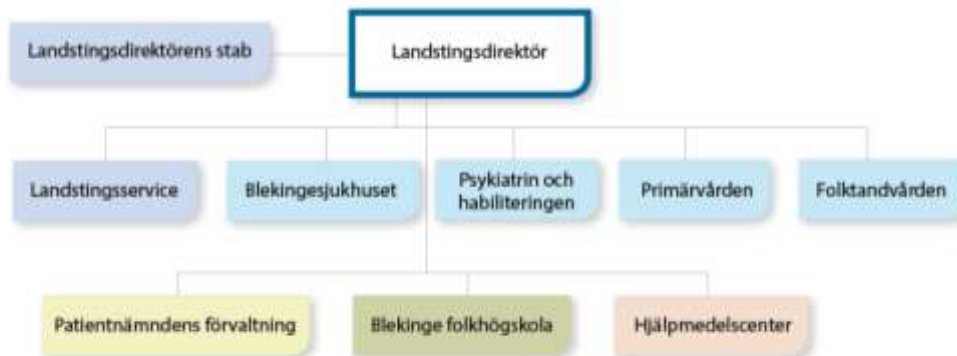 Landstingsdirektörens stab
Landstingsdirektör
Landstingsservice
Blekingesjukhuset
Psykiatrin och
habiliteringen
Primärvården
Folktandvården
Patientnämndens förvaltning
Blekinge folkhögskola
Hjälpmedelscenter